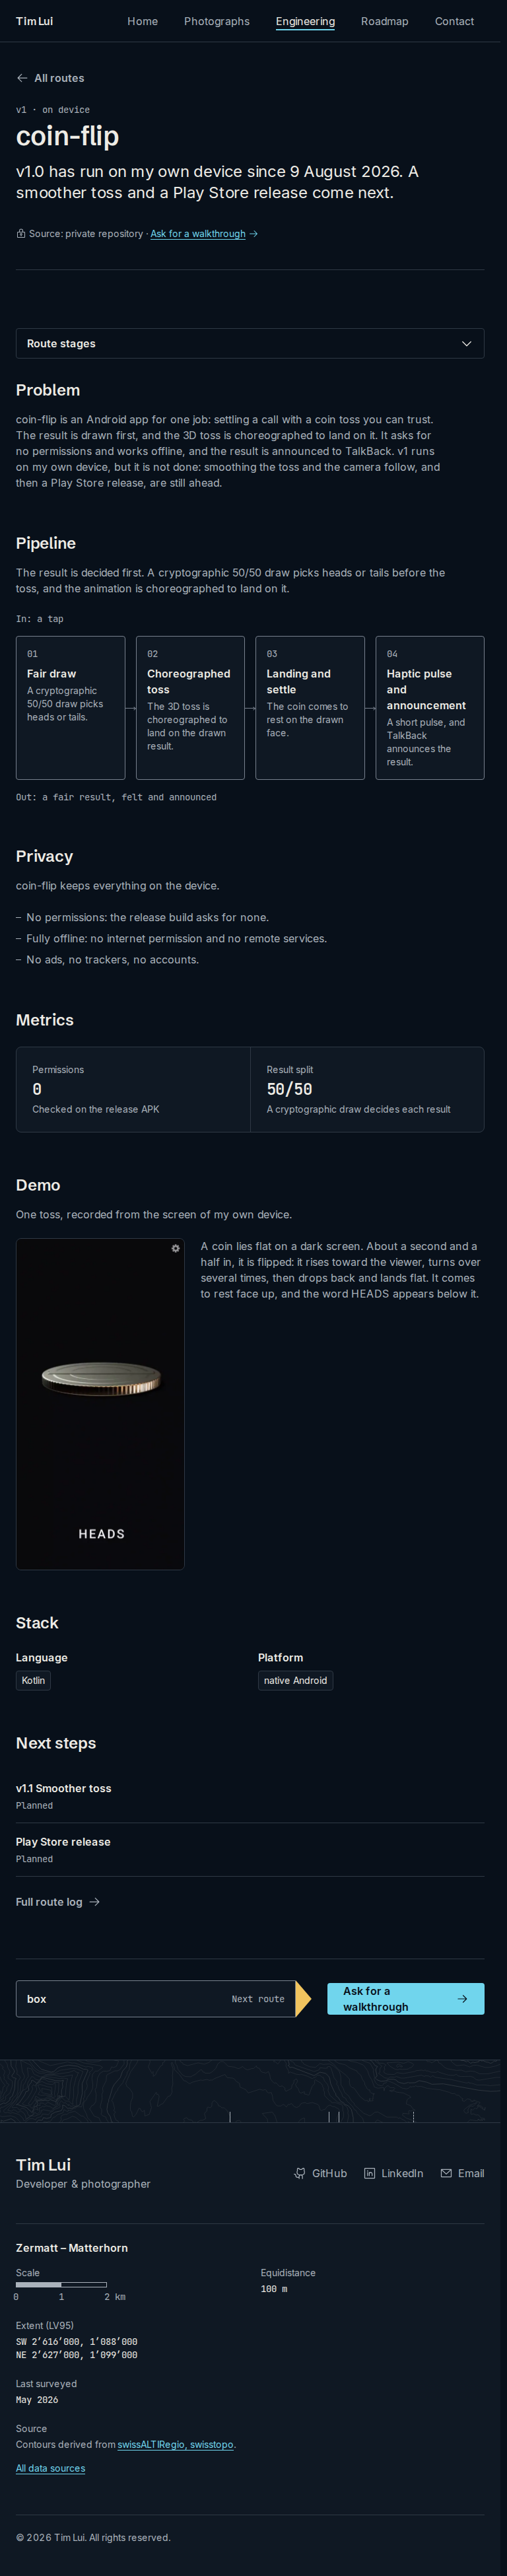 Tim Lui
Home
Photographs
Engineering
Roadmap
Contact
All routes
v1 · on device
coin-flip
v1.0 has run on my own device since 9 August 2026. A
smoother toss and a Play Store release come next.
Source: private repository · Ask for a walkthrough
Route stages
Problem
coin-flip is an Android app for one job: settling a call with a coin toss you can trust.
The result is drawn first, and the 3D toss is choreographed to land on it. It asks for
no permissions and works offline, and the result is announced to TalkBack. v1 runs
on my own device, but it is not done: smoothing the toss and the camera follow, and
then a Play Store release, are still ahead.
Pipeline
The result is decided first. A cryptographic 50/50 draw picks heads or tails before the
toss, and the animation is choreographed to land on it.
In: a tap
01
Fair draw
A cryptographic
50/50 draw picks
heads or tails.
02
Choreographed
toss
The 3D toss is
choreographed to
land on the drawn
result.
03
Landing and
settle
The coin comes to
rest on the drawn
face.
04
Haptic pulse
and
announcement
A short pulse, and
TalkBack
announces the
result.
Out: a fair result, felt and announced
Privacy
coin-flip keeps everything on the device.
No permissions: the release build asks for none.
Fully offline: no internet permission and no remote services.
No ads, no trackers, no accounts.
Metrics
Permissions
0
Checked on the release APK
Result split
50/50
A cryptographic draw decides each result
Demo
One toss, recorded from the screen of my own device.
HEADS
A coin lies flat on a dark screen. About a second and a
half in, it is flipped: it rises toward the viewer, turns over
several times, then drops back and lands flat. It comes
to rest face up, and the word HEADS appears below it.
Stack
Language
Kotlin
Platform
native Android
Next steps
v1.1 Smoother toss
Planned
Play Store release
Planned
Full route log
box
Next route
Ask for a
walkthrough
Tim Lui
Developer & photographer
GitHub
LinkedIn
Email
Zermatt – Matterhorn
Scale
0 1 2 km
Equidistance
100 m
Extent (LV95)
SW 2’616’000, 1’088’000
NE 2’627’000, 1’099’000
Last surveyed
May 2026
Source
Contours derived from swissALTIRegio, swisstopo.
All data sources
© 2026 Tim Lui. All rights reserved.